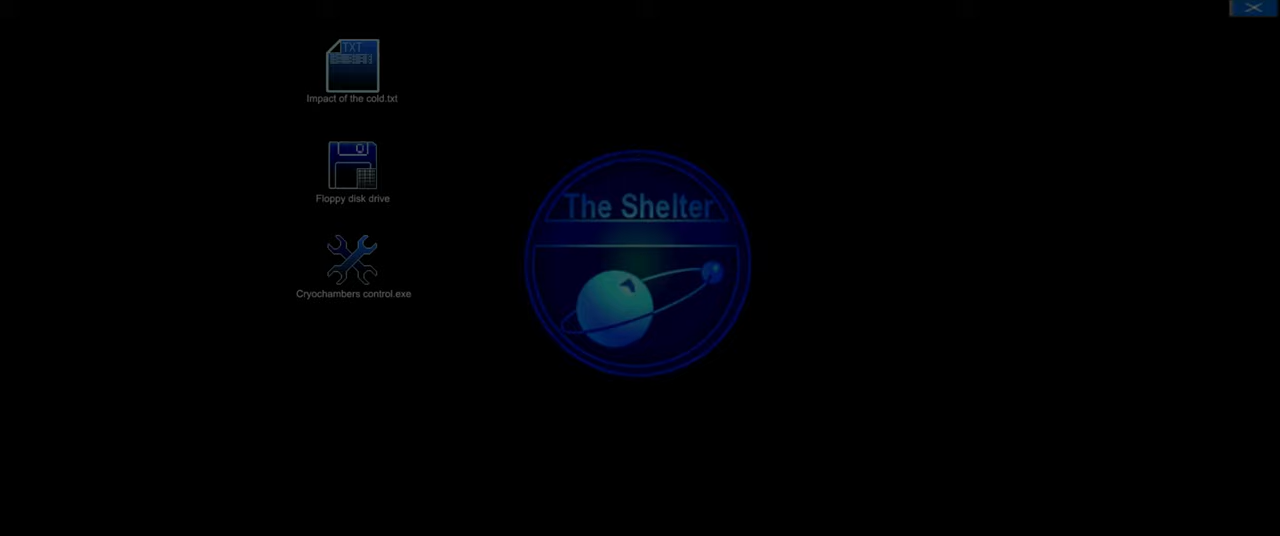 TXT
Impact of the cold.txt
Floppy disk drive
Cryochambers control.exe
The Shelter